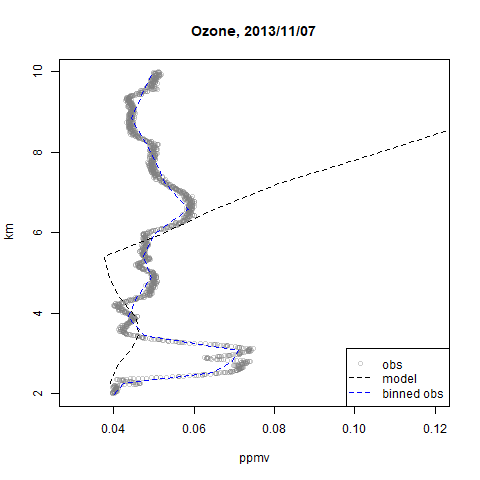 Ozone, 2013/11/07
km
10
8
6
4
2
0.04 0.06 0.08 0.10 0.12
ppmv
obs
model
binned obs